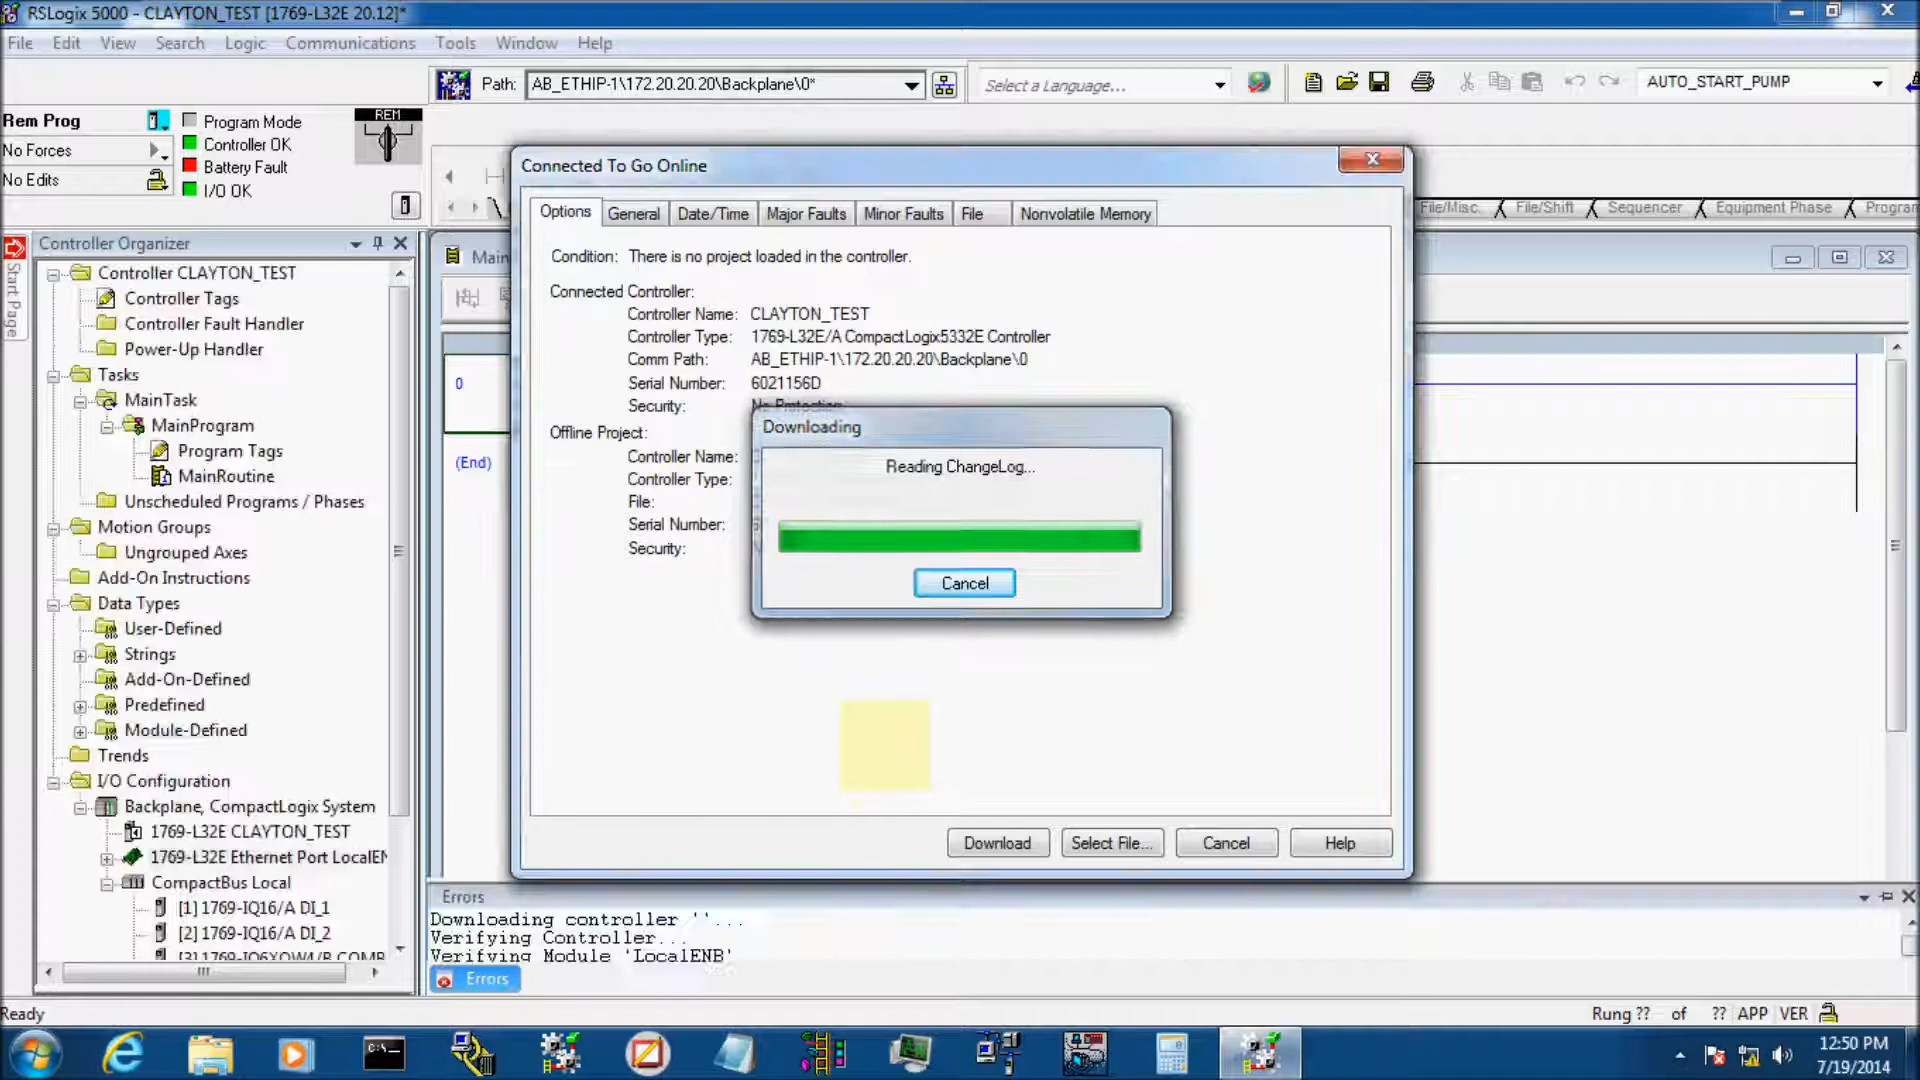 RSLogix 5000 - CLAYTON_TEST [1769-L32E 20.12]*
File Edit View Search Logic Communications Tools Window Help
Path: AB_ETHIP-1\172.20.20.20\Backplane\0*
Select a Language...
AUTO_START_PUMP
Rem Prog
No Forces
No Edits
Program Mode
Controller OK
Battery Fault
I/O OK
REM
File/Misc. File/Shift Sequencer Equipment Phase
Start Page
Controller Organizer
Controller CLAYTON_TEST
Controller Tags
Controller Fault Handler
Power-Up Handler
Tasks
MainTask
MainProgram
Program Tags
MainRoutine
Unscheduled Programs / Phases
Motion Groups
Ungrouped Axes
Add-On Instructions
Data Types
User-Defined
Strings
Add-On-Defined
Predefined
Module-Defined
Trends
I/O Configuration
Backplane, CompactLogix System
1769-L32E CLAYTON_TEST
1769-L32E Ethernet Port LocalEN
CompactBus Local
[1] 1769-IQ16/A DI_1
[2] 1769-IQ16/A DI_2
Main
0
(End)
Connected To Go Online
Options General Date/Time Major Faults Minor Faults File Nonvolatile Memory
Condition: There is no project loaded in the controller.
Connected Controller:
Controller Name: CLAYTON_TEST
Controller Type: 1769-L32E/A CompactLogix5332E Controller
Comm Path: AB_ETHIP-1\172.20.20.20\Backplane\0
Serial Number: 6021156D
Security: No Protection
Offline Project:
Controller Name:
Controller Type:
File:
Serial Number:
Security:
Downloading
Reading ChangeLog...
Cancel
Download Select File... Cancel Help
Errors
Downloading controller ''...
Verifying Controller...
Verifying Module 'LocalENB'
Errors
Ready
Rung ?? of ?? APP VER
12:50 PM
7/19/2014